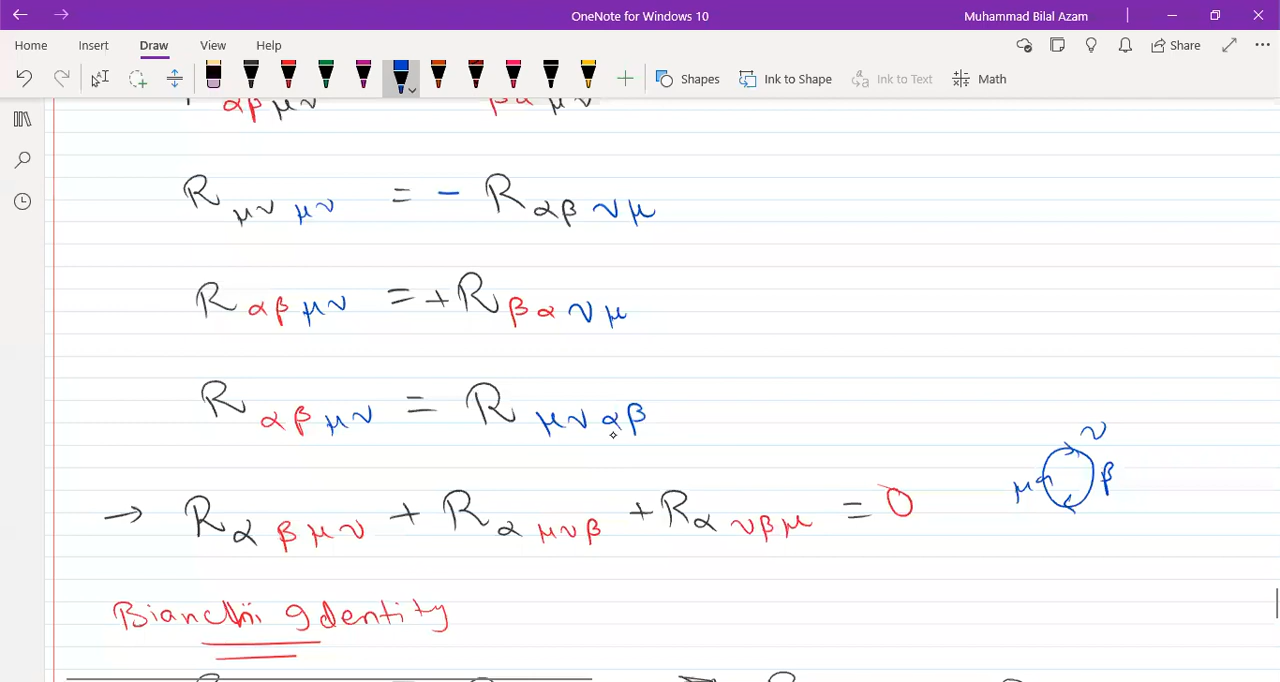 OneNote for Windows 10
Muhammad Bilal Azam
Home Insert Draw View Help
Share
Shapes Ink to Shape Ink to Text Math
αβμν βαμν
R μν μν = - R αβ νμ
R αβ μν = + R βα νμ
R αβ μν = R μν αβ
ν
μ β
→ R α βμν + R α μνβ + R α νβμ = 0
Bianchi Identity